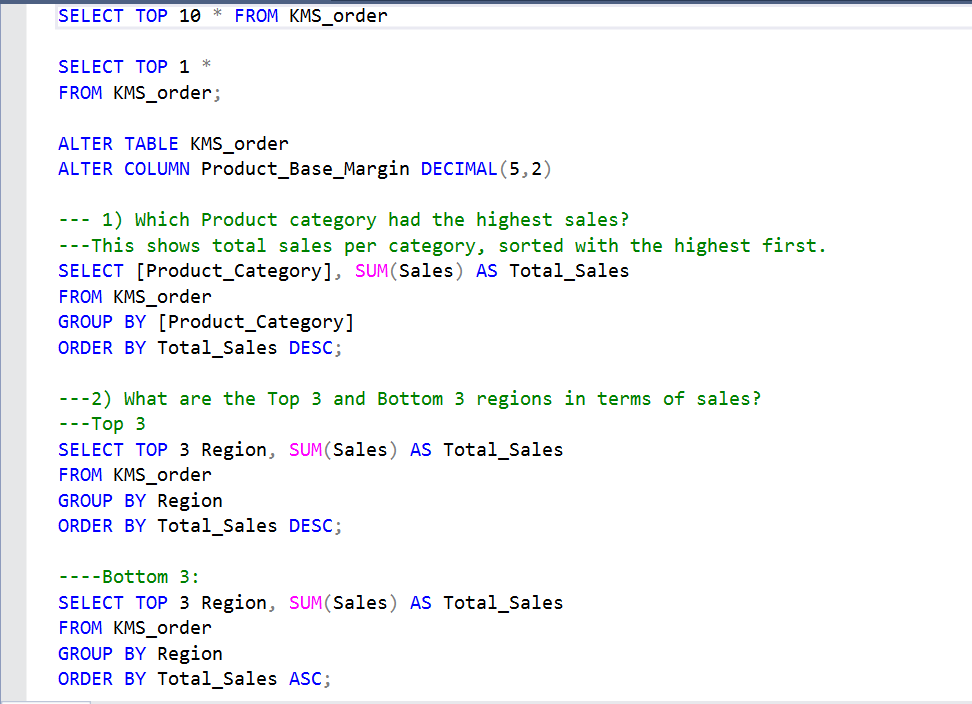 SELECT TOP 10 * FROM KMS_order
SELECT TOP 1 *
FROM KMS_order;
ALTER TABLE KMS_order
ALTER COLUMN Product_Base_Margin DECIMAL(5,2)
--- 1) Which Product category had the highest sales?
---This shows total sales per category, sorted with the highest first.
SELECT [Product_Category], SUM(Sales) AS Total_Sales
FROM KMS_order
GROUP BY [Product_Category]
ORDER BY Total_Sales DESC;
---2) What are the Top 3 and Bottom 3 regions in terms of sales?
---Top 3
SELECT TOP 3 Region, SUM(Sales) AS Total_Sales
FROM KMS_order
GROUP BY Region
ORDER BY Total_Sales DESC;
----Bottom 3:
SELECT TOP 3 Region, SUM(Sales) AS Total_Sales
FROM KMS_order
GROUP BY Region
ORDER BY Total_Sales ASC;